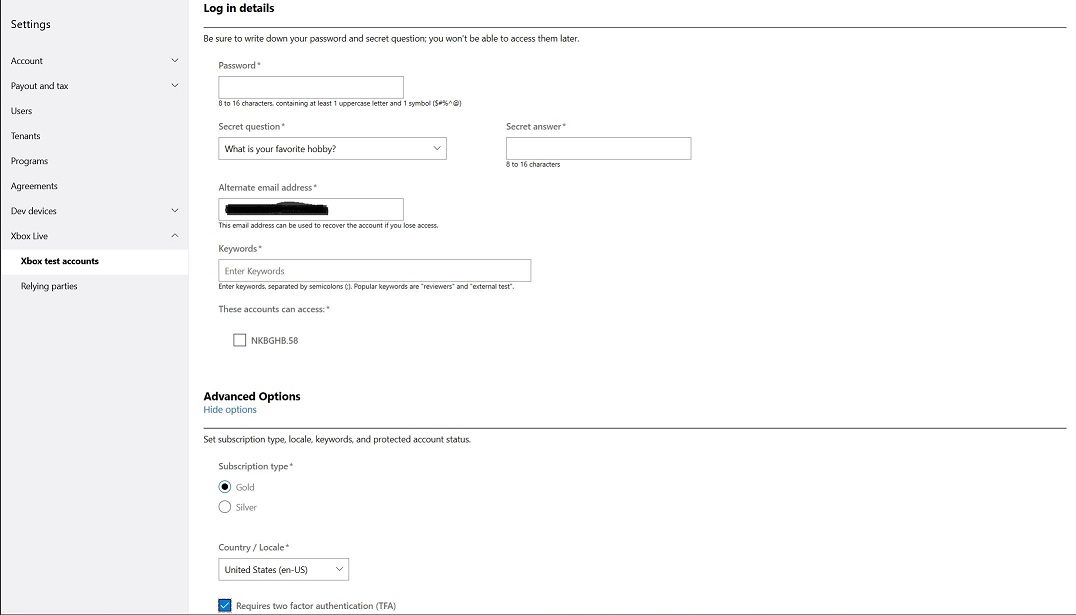 Settings
Account
Payout and tax
Users
Tenants
Programs
Agreements
Dev devices
Xbox Live
Xbox test accounts
Relying parties
Log in details
Be sure to write down your password and secret question; you won't be able to access them later.
Password*
8 to 16 characters, containing at least 1 uppercase letter and 1 symbol ($#%^@)
Secret question* Secret answer*
What is your favorite hobby?
8 to 16 characters
Alternate email address*
This email address can be used to recover the account if you lose access.
Keywords*
Enter Keywords
Enter keywords, separated by semicolons (;). Popular keywords are "reviewers" and "external test".
These accounts can access:*
NKBGHB.58
Advanced Options
Hide options
Set subscription type, locale, keywords, and protected account status.
Subscription type*
Gold
Silver
Country / Locale*
United States (en-US)
Requires two factor authentication (TFA)